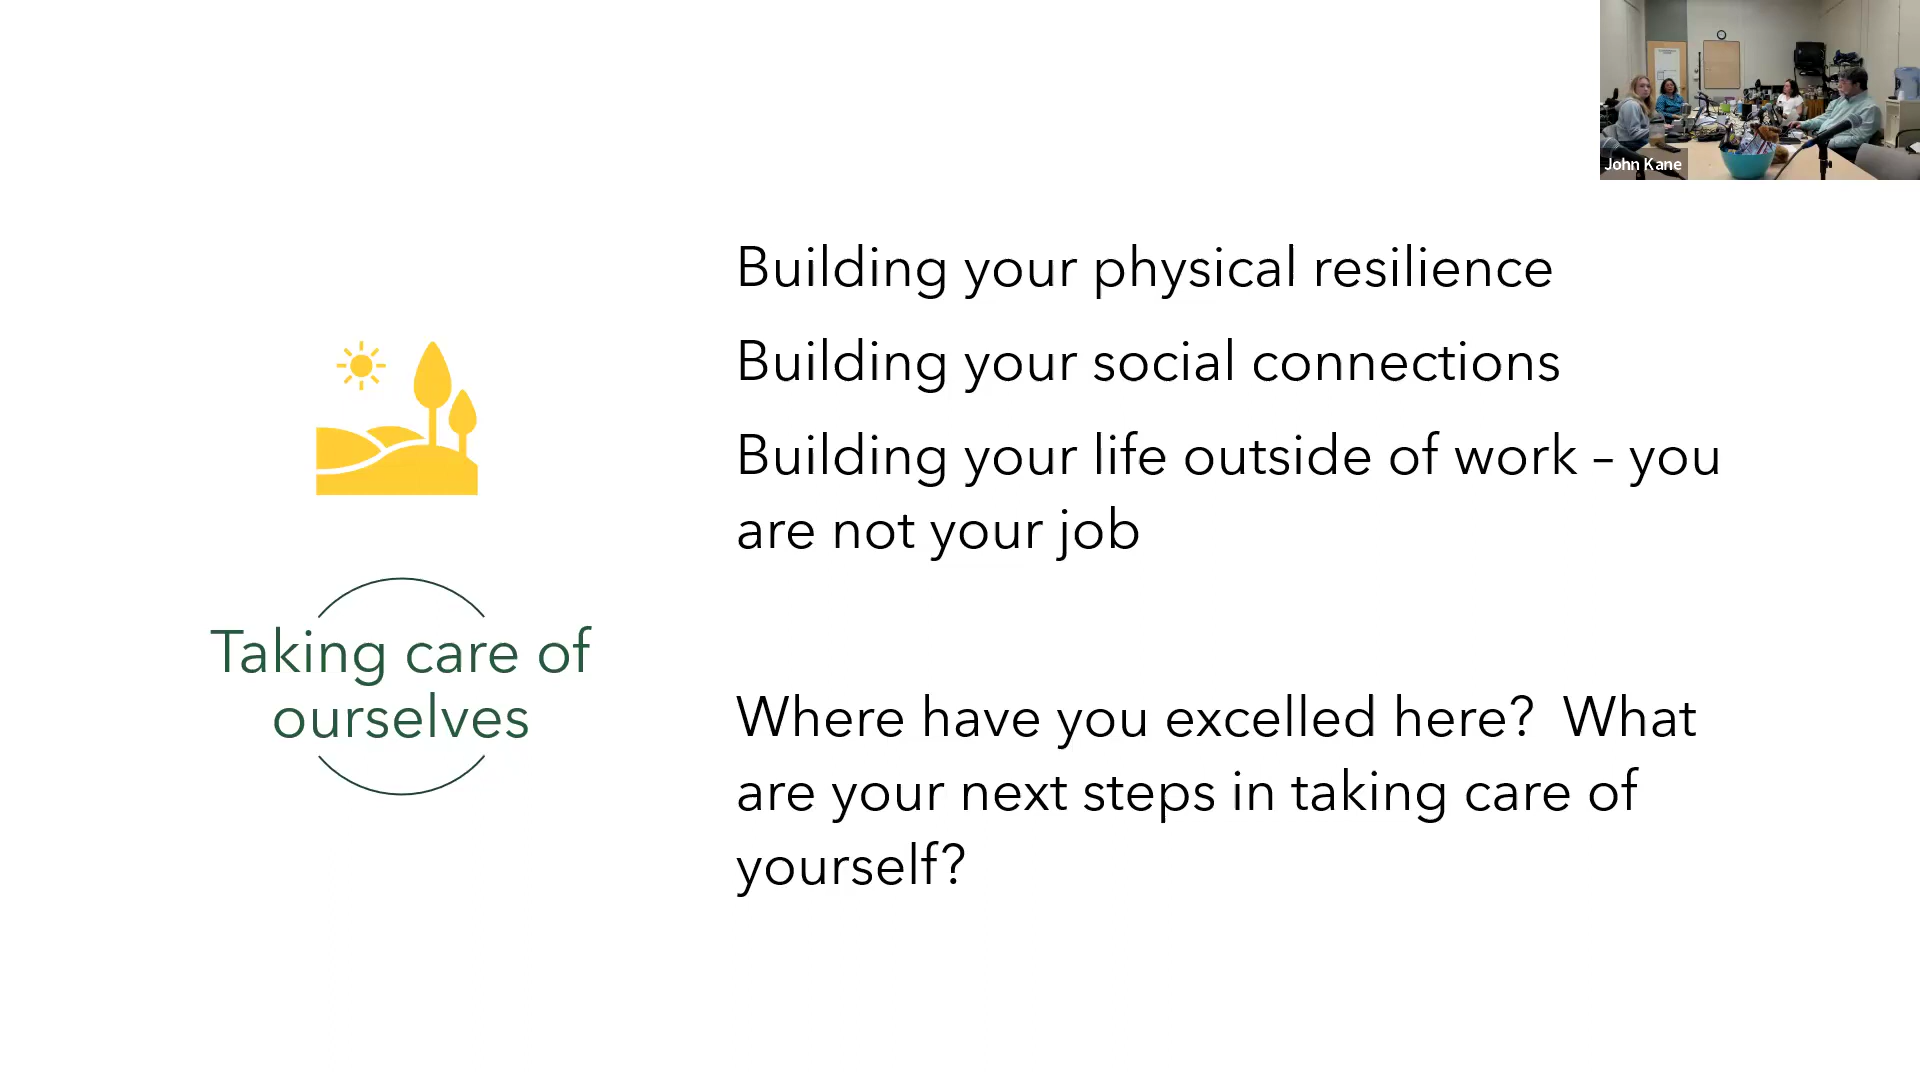 John Kane
Building your physical resilience
Building your social connections
Building your life outside of work – you
are not your job
Taking care of
ourselves
Where have you excelled here?  What
are your next steps in taking care of
yourself?